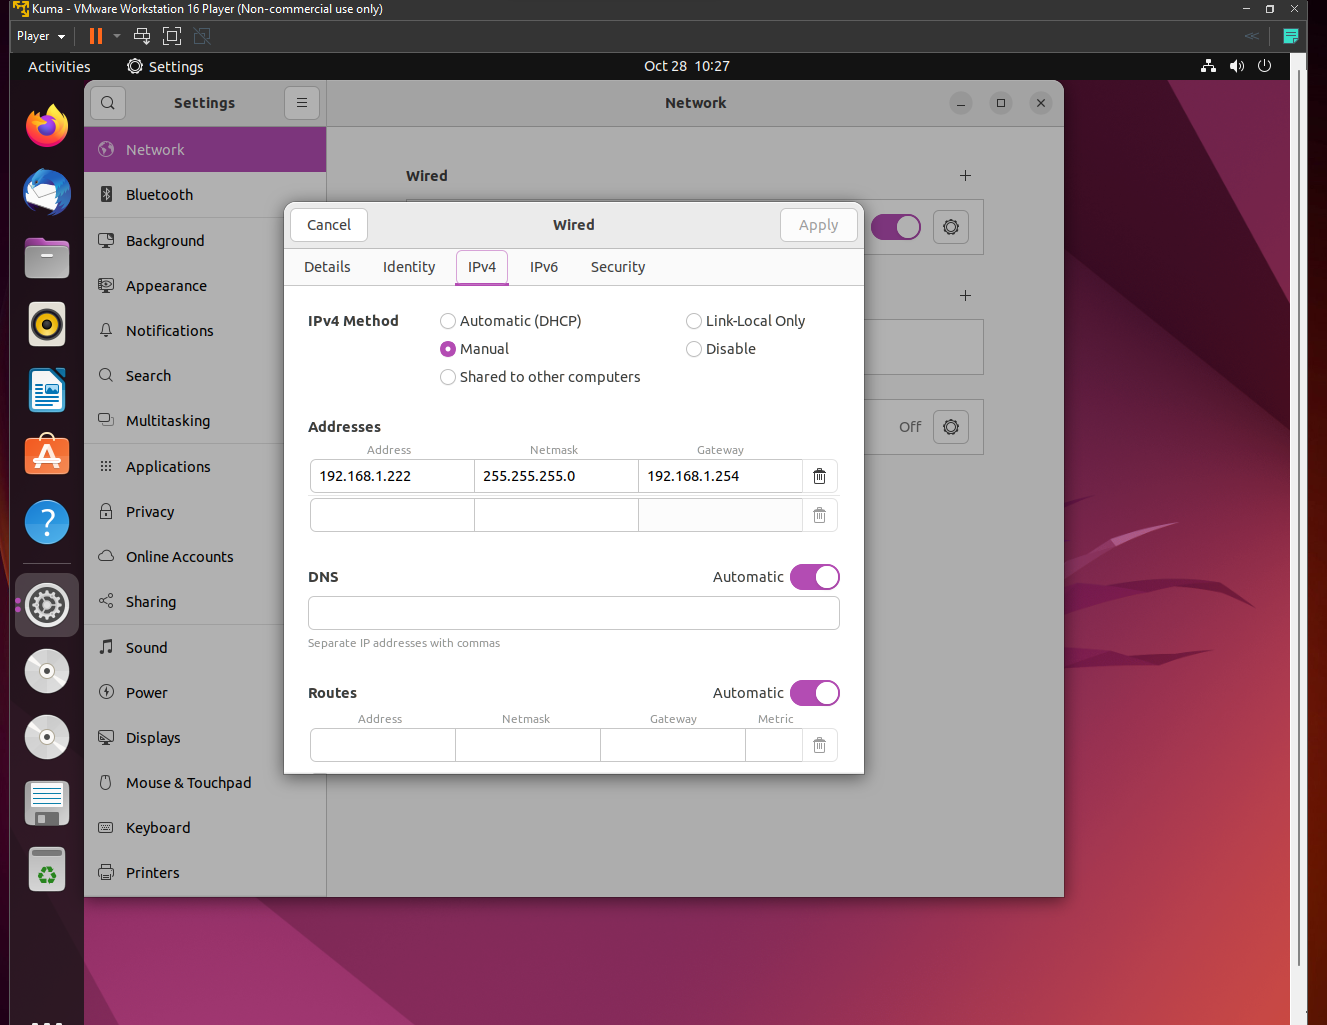 Kuma - VMware Workstation 16 Player (Non-commercial use only)
Player
Activities
Settings
Oct 28 10:27
Settings
Network
Network
Bluetooth
Background
Appearance
Notifications
Search
Multitasking
Applications
Privacy
Online Accounts
Sharing
Sound
Power
Displays
Mouse & Touchpad
Keyboard
Printers
Wired
Off
Cancel
Wired
Apply
Details Identity IPv4 IPv6 Security
IPv4 Method
Automatic (DHCP)
Link-Local Only
Manual
Disable
Shared to other computers
Addresses
Address Netmask Gateway
192.168.1.222 255.255.255.0 192.168.1.254
DNS
Automatic
Separate IP addresses with commas
Routes
Automatic
Address Netmask Gateway Metric